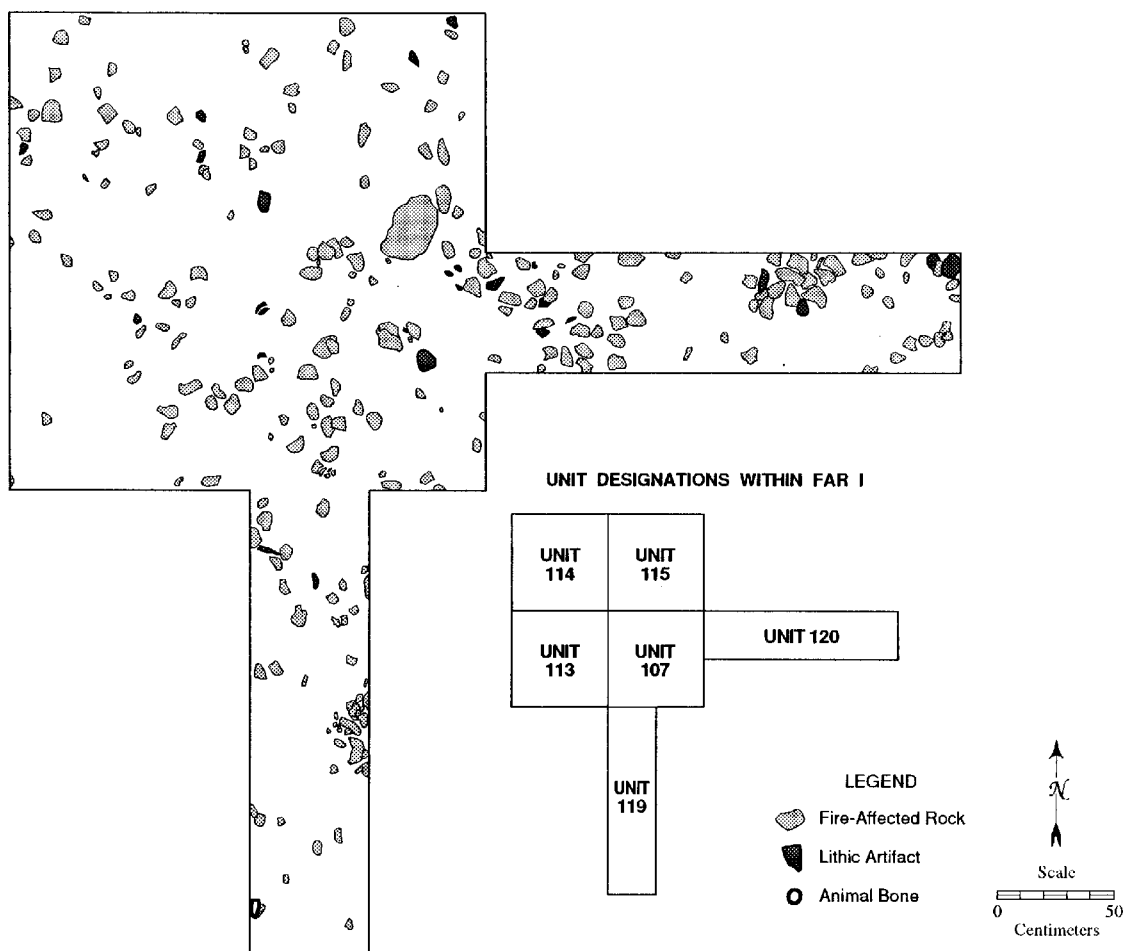 UNIT DESIGNATIONS WITHIN FAR I
UNIT
114
UNIT
115
UNIT
113
UNIT
107
UNIT 120
UNIT
119
LEGEND
Fire-Affected Rock
Lithic Artifact
Animal Bone
N
Scale
0 50
Centimeters